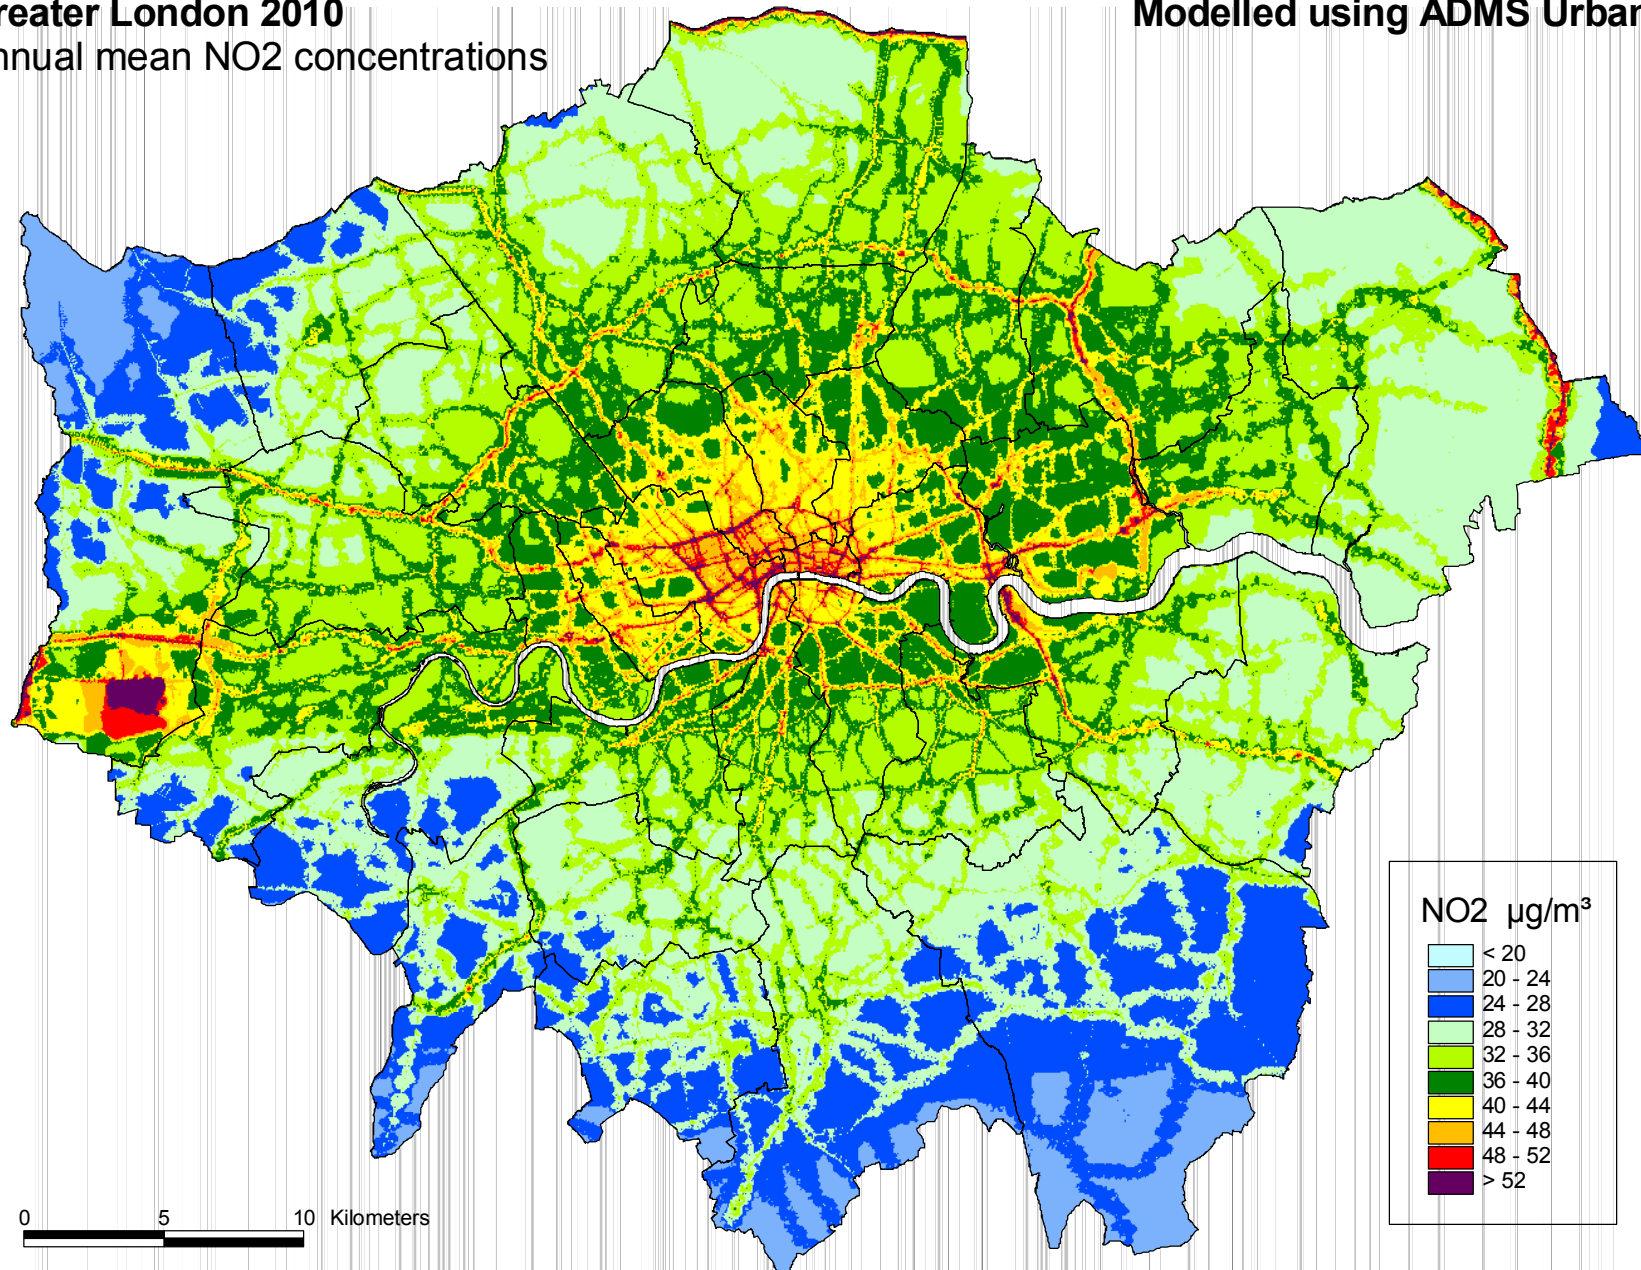 reater London 2010
Modelled using ADMS Urban
nnual mean NO2 concentrations
NO2 µg/m³
< 20
20 - 24
24 - 28
28 - 32
32 - 36
36 - 40
40 - 44
44 - 48
48 - 52
> 52
0 5 10 Kilometers